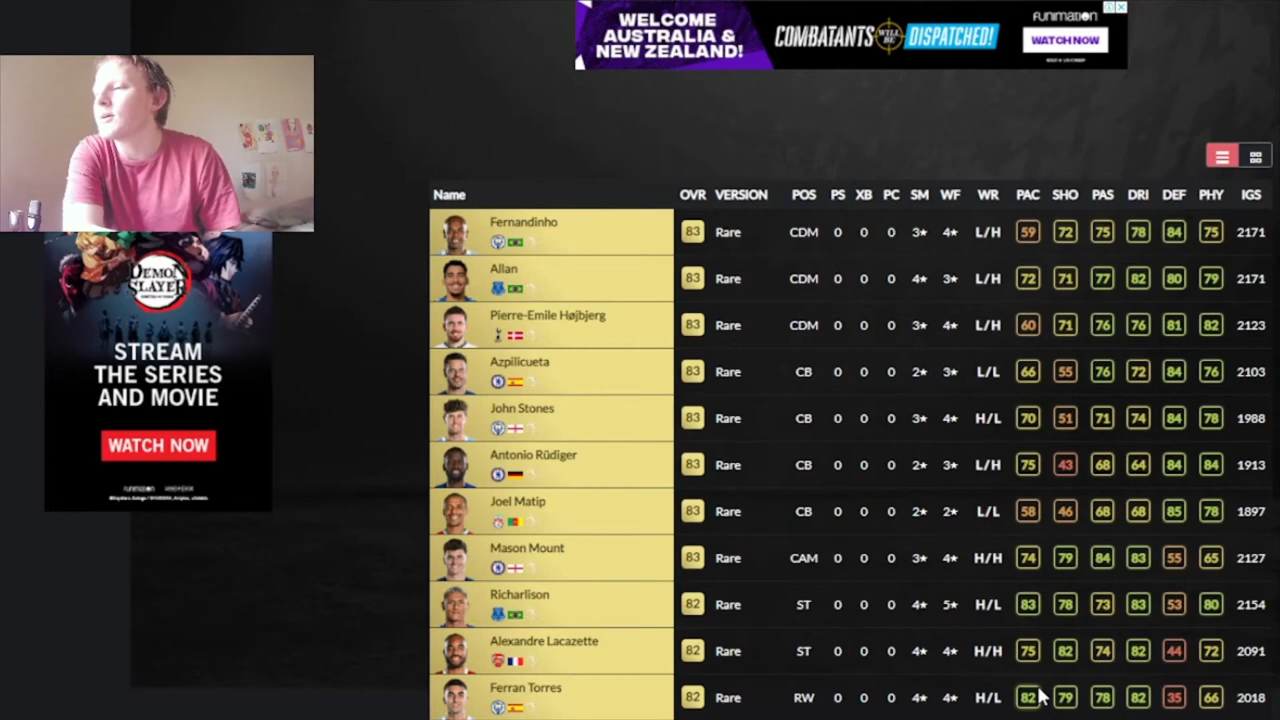 WELCOME
AUSTRALIA &
NEW ZEALAND!
COMBATANTS WILL BE DISPATCHED!
FUNIMATION
WATCH NOW
DEMON
SLAYER
STREAM
THE SERIES
AND MOVIE
WATCH NOW
FUNIMATION
Name OVR VERSION POS PS XB PC SM WF WR PAC SHO PAS DRI DEF PHY IGS
Fernandinho 83 Rare CDM 0 0 0 3★ 4★ L/H 59 72 75 78 84 75 2171
Allan 83 Rare CDM 0 0 0 4★ 3★ L/H 72 71 77 82 80 79 2171
Pierre-Emile Højbjerg 83 Rare CDM 0 0 0 3★ 4★ L/H 60 71 76 76 81 82 2123
Azpilicueta 83 Rare CB 0 0 0 2★ 3★ L/L 66 55 76 72 84 76 2103
John Stones 83 Rare CB 0 0 0 3★ 4★ H/L 70 51 71 74 84 78 1988
Antonio Rüdiger 83 Rare CB 0 0 0 2★ 3★ L/H 75 43 68 64 84 84 1913
Joel Matip 83 Rare CB 0 0 0 2★ 2★ L/L 58 46 68 68 85 78 1897
Mason Mount 83 Rare CAM 0 0 0 3★ 4★ H/H 74 79 84 83 55 65 2127
Richarlison 82 Rare ST 0 0 0 4★ 5★ H/L 83 78 73 83 53 80 2154
Alexandre Lacazette 82 Rare ST 0 0 0 4★ 4★ H/H 75 82 74 82 44 72 2091
Ferran Torres 82 Rare RW 0 0 0 4★ 4★ H/L 82 79 78 82 35 66 2018